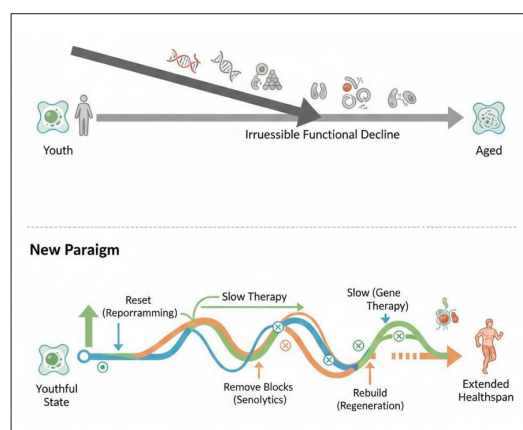 Youth
Irruessible Functional Decline
Aged
New Paraigm
Reset
(Reporramming)
Slow Therapy
Slow (Gene
Therapy)
Youthful
State
Remove Blocks
(Senolytics)
Rebuild
(Regeneration)
Extended
Healthspan